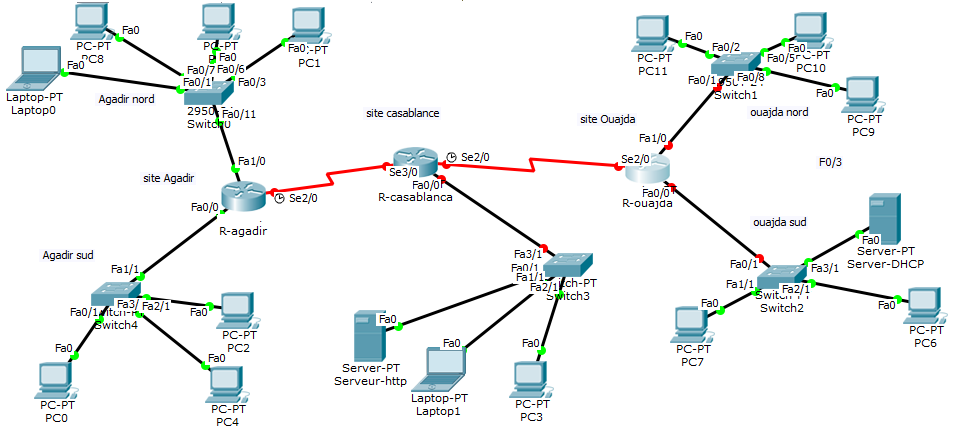 PC-PT
PC8
Fa0
PC-PT
Fa0
Fa0
PC-PT
PC1
Fa0
Laptop-PT
Laptop0
Fa0/7
Fa0/6
Fa0/1
Fa0/3
Agadir nord
Switch0
Fa0/11
site Agadir
Fa1/0
Fa0/0
Se2/0
R-agadir
Agadir sud
Fa1/1
Fa0/1
Fa3/
Fa2/1
Switch4
Fa0
PC-PT
PC2
Fa0
PC-PT
PC0
Fa0
PC-PT
PC4
site casablance
Se3/0
Se2/0
Fa0/0
R-casablanca
Fa3/1
Fa0/1
Fa1/1
Fa2/1
tch-PT
Switch3
Fa0
Server-PT
Serveur-http
Fa0
Laptop-PT
Laptop1
Fa0
PC-PT
PC3
site Ouajda
Fa1/0
Se2/0
Fa0/0
R-ouajda
Fa0
PC-PT
PC11
Fa0/2
Fa0/5
Fa0
PC-PT
PC10
Fa0/1
Fa0/8
Switch1
Fa0
PC-PT
PC9
ouajda nord
F0/3
ouajda sud
Fa0/1
Fa3/1
Fa1/1
Fa2/1
Switch2
Fa0
Server-PT
Server-DHCP
Fa0
PC-PT
PC7
Fa0
PC-PT
PC6